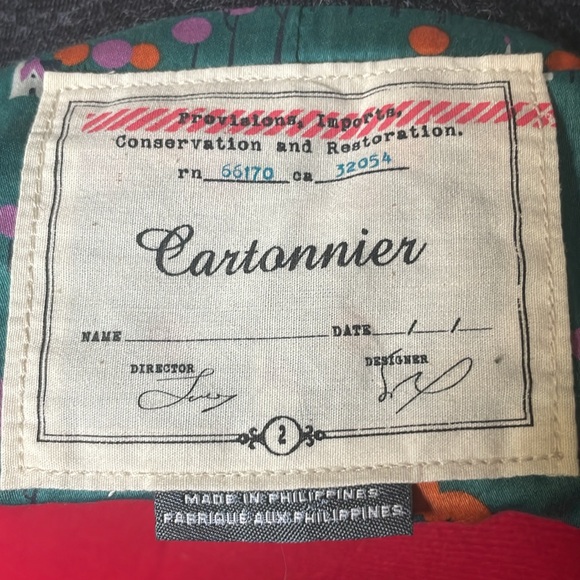 Provisions, Imports,
Conservation and Restoration.
rn 66170 ca 32054
Cartonnier
NAME DATE / /
DIRECTOR DESIGNER
2
MADE IN PHILIPPINES
FABRIQUÉ AUX PHILIPPINES